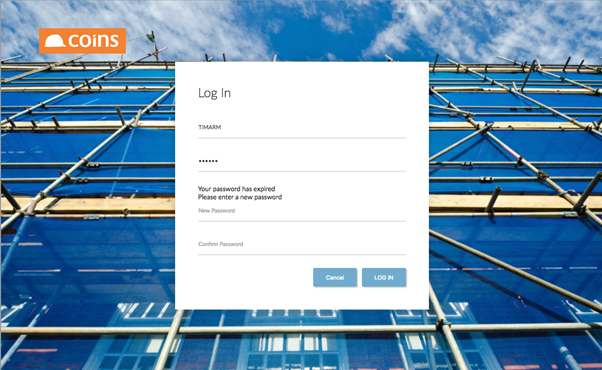 coins
Log In
TIMARM
••••••
Your password has expired
Please enter a new password
New Password
Confirm Password
Cancel
LOG IN